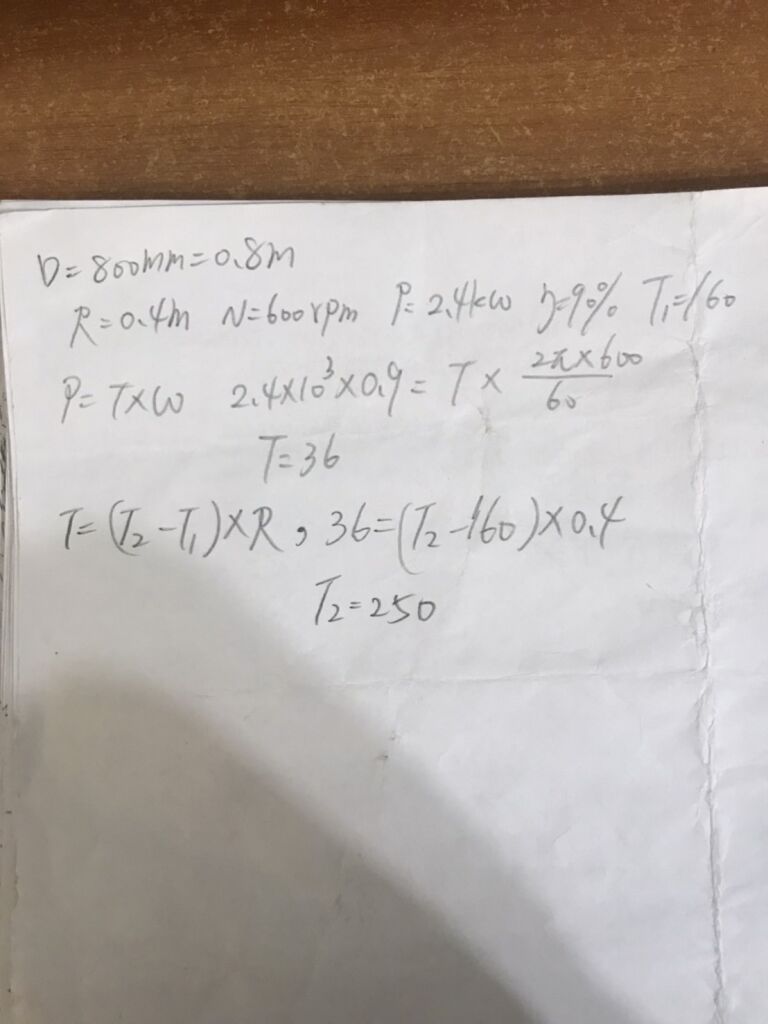 D=800mm=0.8m
R=0.4m N=600rpm P=2.4kw η=90% T₁=160
P=T×ω 2.4×10³×0.9=T×(2π×600)/60
T=36
T=(T₂-T₁)×R, 36=(T₂-160)×0.4
T₂=250